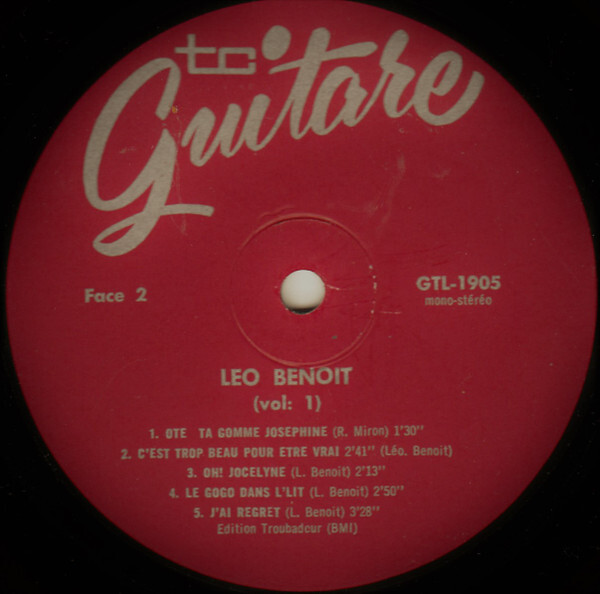 tc
Guitare
Face 2
GTL-1905
mono-stéréo
LEO BENOIT
(vol: 1)
1. OTE TA GOMME JOSEPHINE (R. Miron) 1'30"
2. C'EST TROP BEAU POUR ETRE VRAI 2'41" (Léo. Benoit)
3. OH! JOCELYNE (L. Benoit) 2'13"
4. LE GOGO DANS L'LIT (L. Benoit) 2'50"
5. J'AI REGRET (L. Benoit) 3'28"
Edition Troubadour (BMI)